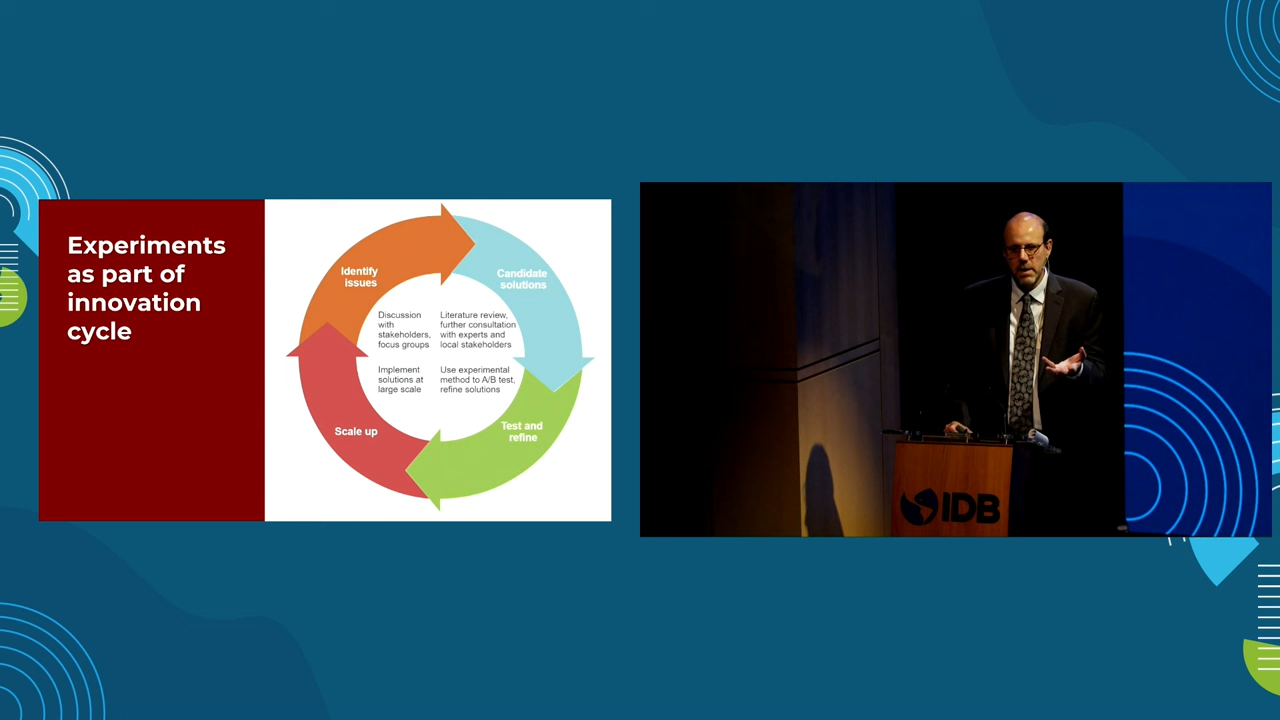 Experiments
as part of
innovation
cycle
Identify
issues
Candidate
solutions
Discussion
with
stakeholders,
focus groups
Literature review,
further consultation
with experts and
local stakeholders
Implement
solutions at
large scale
Use experimental
method to A/B test,
refine solutions
Scale up
Test and
refine
IDB